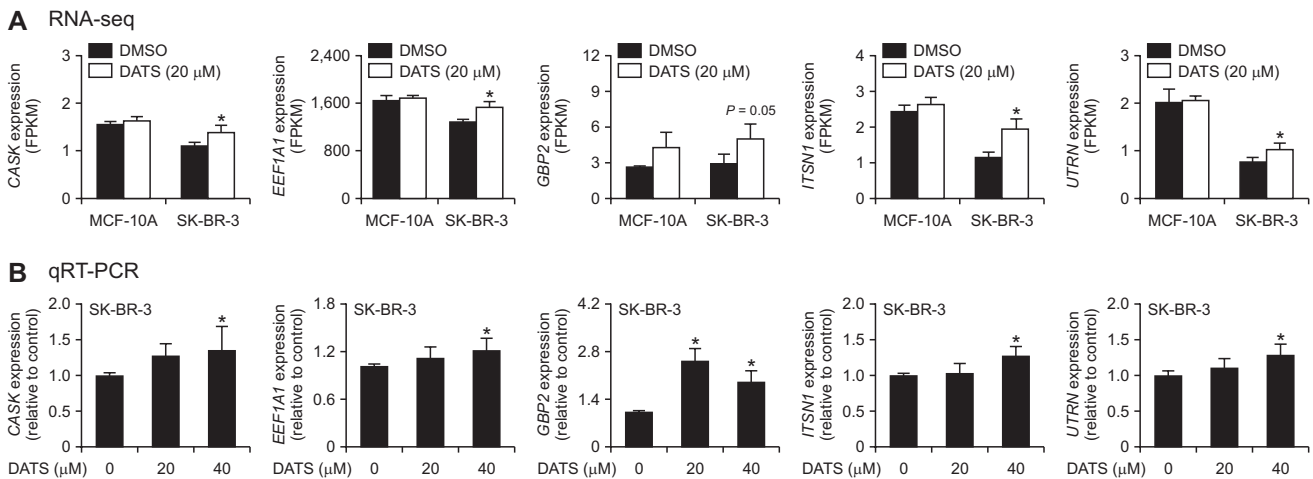 A RNA-seq
CASK expression
(FPKM)
3
2
1
0
DMSO
DATS (20 μM)
*
MCF-10A SK-BR-3
EEF1A1 expression
(FPKM)
2,400
1,600
800
0
DMSO
DATS (20 μM)
*
MCF-10A SK-BR-3
GBP2 expression
(FPKM)
12
9
6
3
0
DMSO
DATS (20 μM)
P = 0.05
MCF-10A SK-BR-3
ITSN1 expression
(FPKM)
4
3
2
1
0
DMSO
DATS (20 μM)
*
MCF-10A SK-BR-3
UTRN expression
(FPKM)
3
2
1
0
DMSO
DATS (20 μM)
*
MCF-10A SK-BR-3
B qRT-PCR
CASK expression
(relative to control)
2.0
1.5
1.0
0.5
0
SK-BR-3
*
DATS (μM) 0 20 40
EEF1A1 expression
(relative to control)
1.8
1.2
0.6
0
SK-BR-3
*
DATS (μM) 0 20 40
GBP2 expression
(relative to control)
4.2
2.8
1.4
0
SK-BR-3
*
*
DATS (μM) 0 20 40
ITSN1 expression
(relative to control)
2.0
1.5
1.0
0.5
0
SK-BR-3
*
DATS (μM) 0 20 40
UTRN expression
(relative to control)
2.0
1.5
1.0
0.5
0
SK-BR-3
*
DATS (μM) 0 20 40